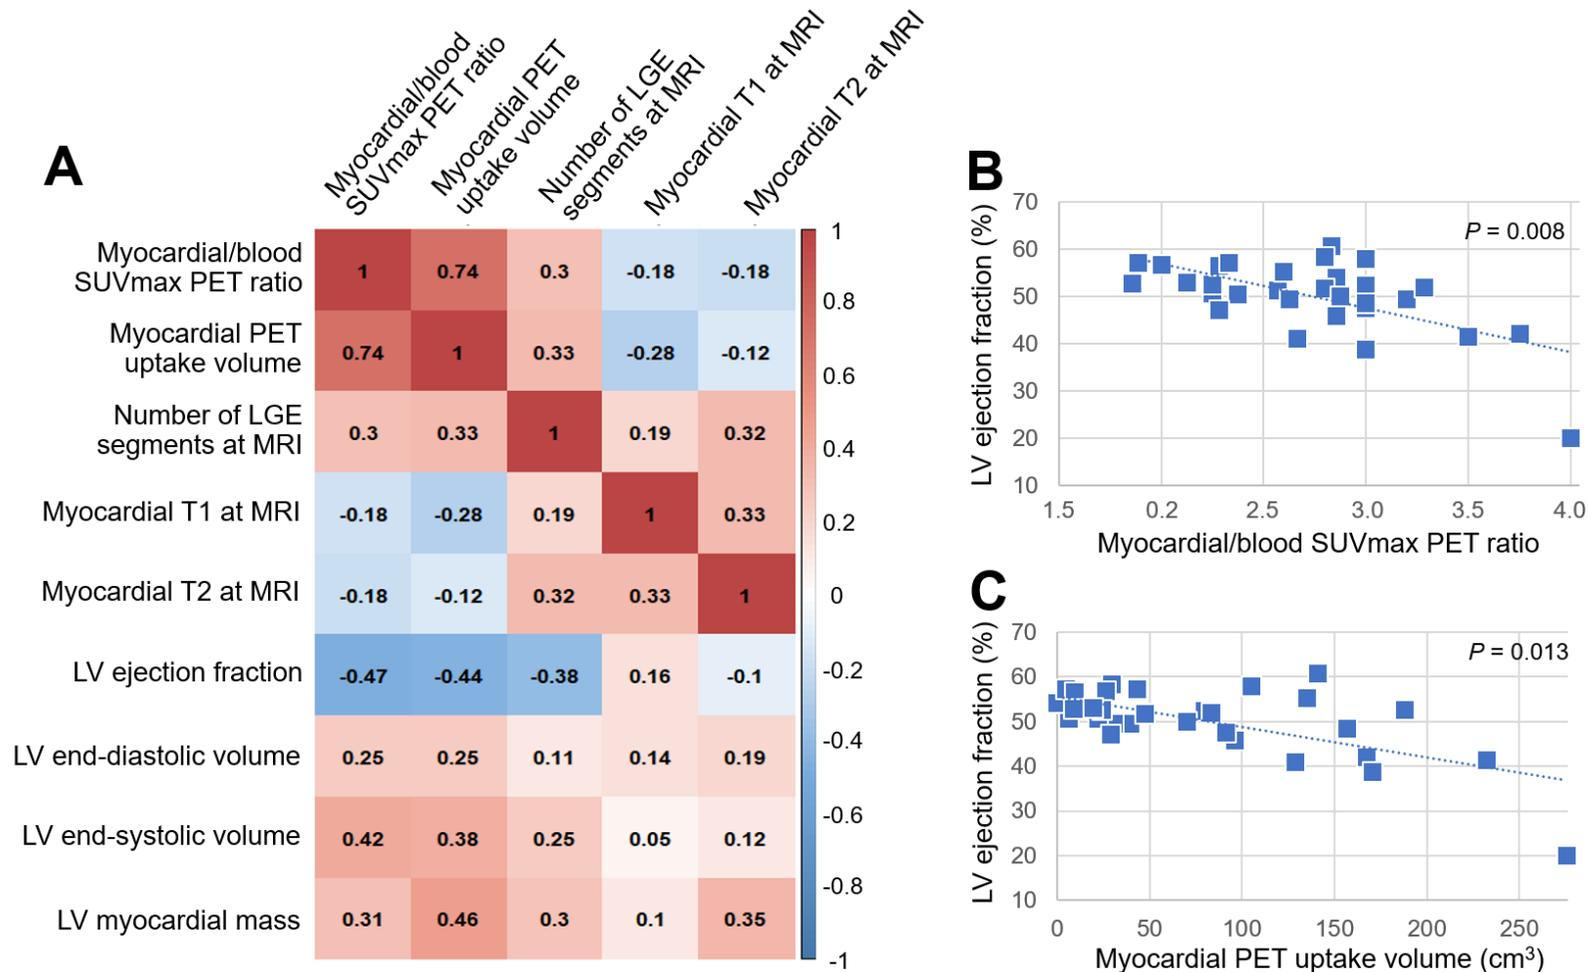 A
Myocardial/blood
SUVmax PET ratio
Myocardial PET
uptake volume
Number of LGE
segments at MRI
Myocardial T1 at MRI
Myocardial T2 at MRI
Myocardial/blood
SUVmax PET ratio
1 0.74 0.3 -0.18 -0.18
Myocardial PET
uptake volume
0.74 1 0.33 -0.28 -0.12
Number of LGE
segments at MRI
0.3 0.33 1 0.19 0.32
Myocardial T1 at MRI -0.18 -0.28 0.19 1 0.33
Myocardial T2 at MRI -0.18 -0.12 0.32 0.33 1
LV ejection fraction -0.47 -0.44 -0.38 0.16 -0.1
LV end-diastolic volume 0.25 0.25 0.11 0.14 0.19
LV end-systolic volume 0.42 0.38 0.25 0.05 0.12
LV myocardial mass 0.31 0.46 0.3 0.1 0.35
1
0.8
0.6
0.4
0.2
0
-0.2
-0.4
-0.6
-0.8
-1
B
LV ejection fraction (%)
70
60
50
40
30
20
10
P = 0.008
1.5 0.2 2.5 3.0 3.5 4.0
Myocardial/blood SUVmax PET ratio
C
LV ejection fraction (%)
70
60
50
40
30
20
10
P = 0.013
0 50 100 150 200 250
Myocardial PET uptake volume (cm³)